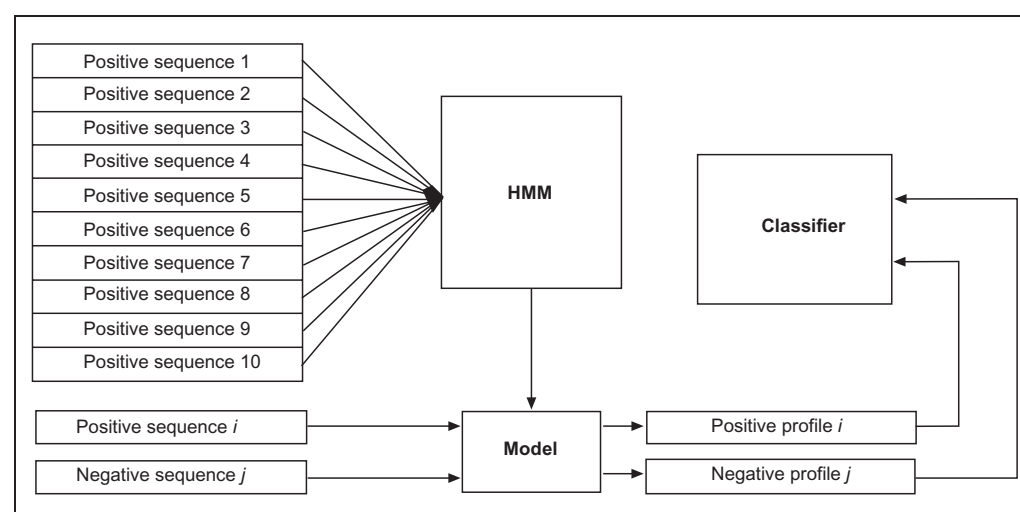 Positive sequence 1
Positive sequence 2
Positive sequence 3
Positive sequence 4
Positive sequence 5
Positive sequence 6
Positive sequence 7
Positive sequence 8
Positive sequence 9
Positive sequence 10
HMM
Classifier
Positive sequence i
Negative sequence j
Model
Positive profile i
Negative profile j